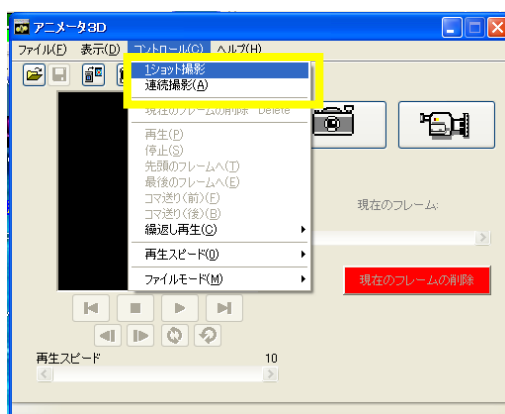 アニメータ3D
ファイル(F) 表示(D) コントロール(C) ヘルプ(H)
1ショット撮影
連続撮影(A)
現在のフレームの削除 Delete
再生(P)
停止(S)
先頭のフレームへ(T)
最後のフレームへ(E)
コマ送り(前)(F)
コマ送り(後)(B)
繰返し再生(C)
再生スピード(O)
ファイルモード(M)
現在のフレーム:
現在のフレームの削除
再生スピード 10